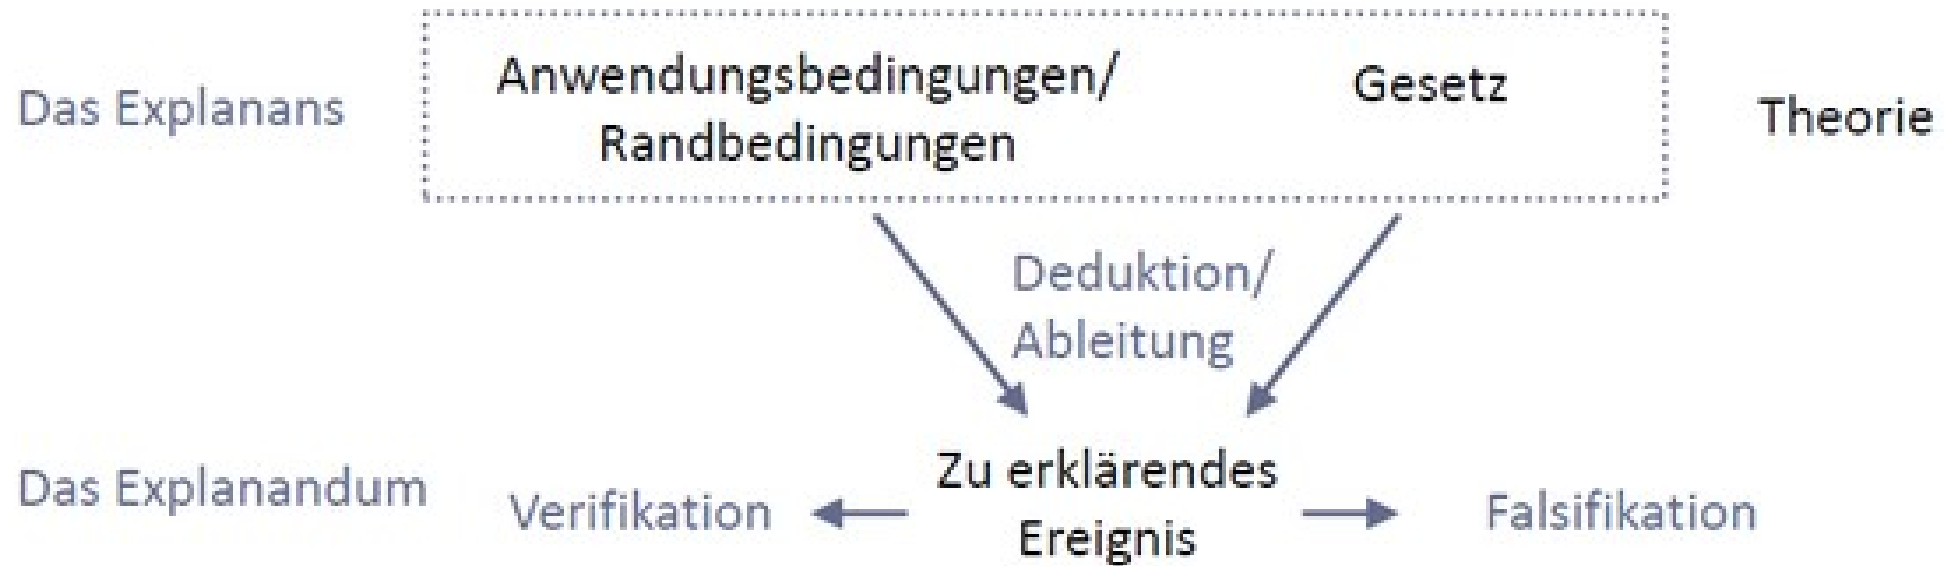 Das Explanans
Anwendungsbedingungen/
Randbedingungen
Gesetz
Theorie
Deduktion/
Ableitung
Das Explanandum
Verifikation
Zu erklärendes
Ereignis
Falsifikation